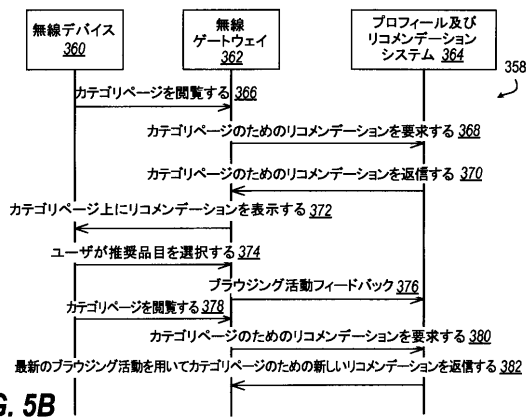 無線デバイス
360
無線
ゲートウェイ
362
プロフィール及び
リコメンデーション
システム 364
358
カテゴリページを閲覧する 366
カテゴリページのためのリコメンデーションを要求する 368
カテゴリページのためのリコメンデーションを返信する 370
カテゴリページ上にリコメンデーションを表示する 372
ユーザが推奨品目を選択する 374
ブラウジング活動フィードバック 376
カテゴリページを閲覧する 378
カテゴリページのためのリコメンデーションを要求する 380
最新のブラウジング活動を用いてカテゴリページのための新しいリコメンデーションを返信する 382
G. 5B